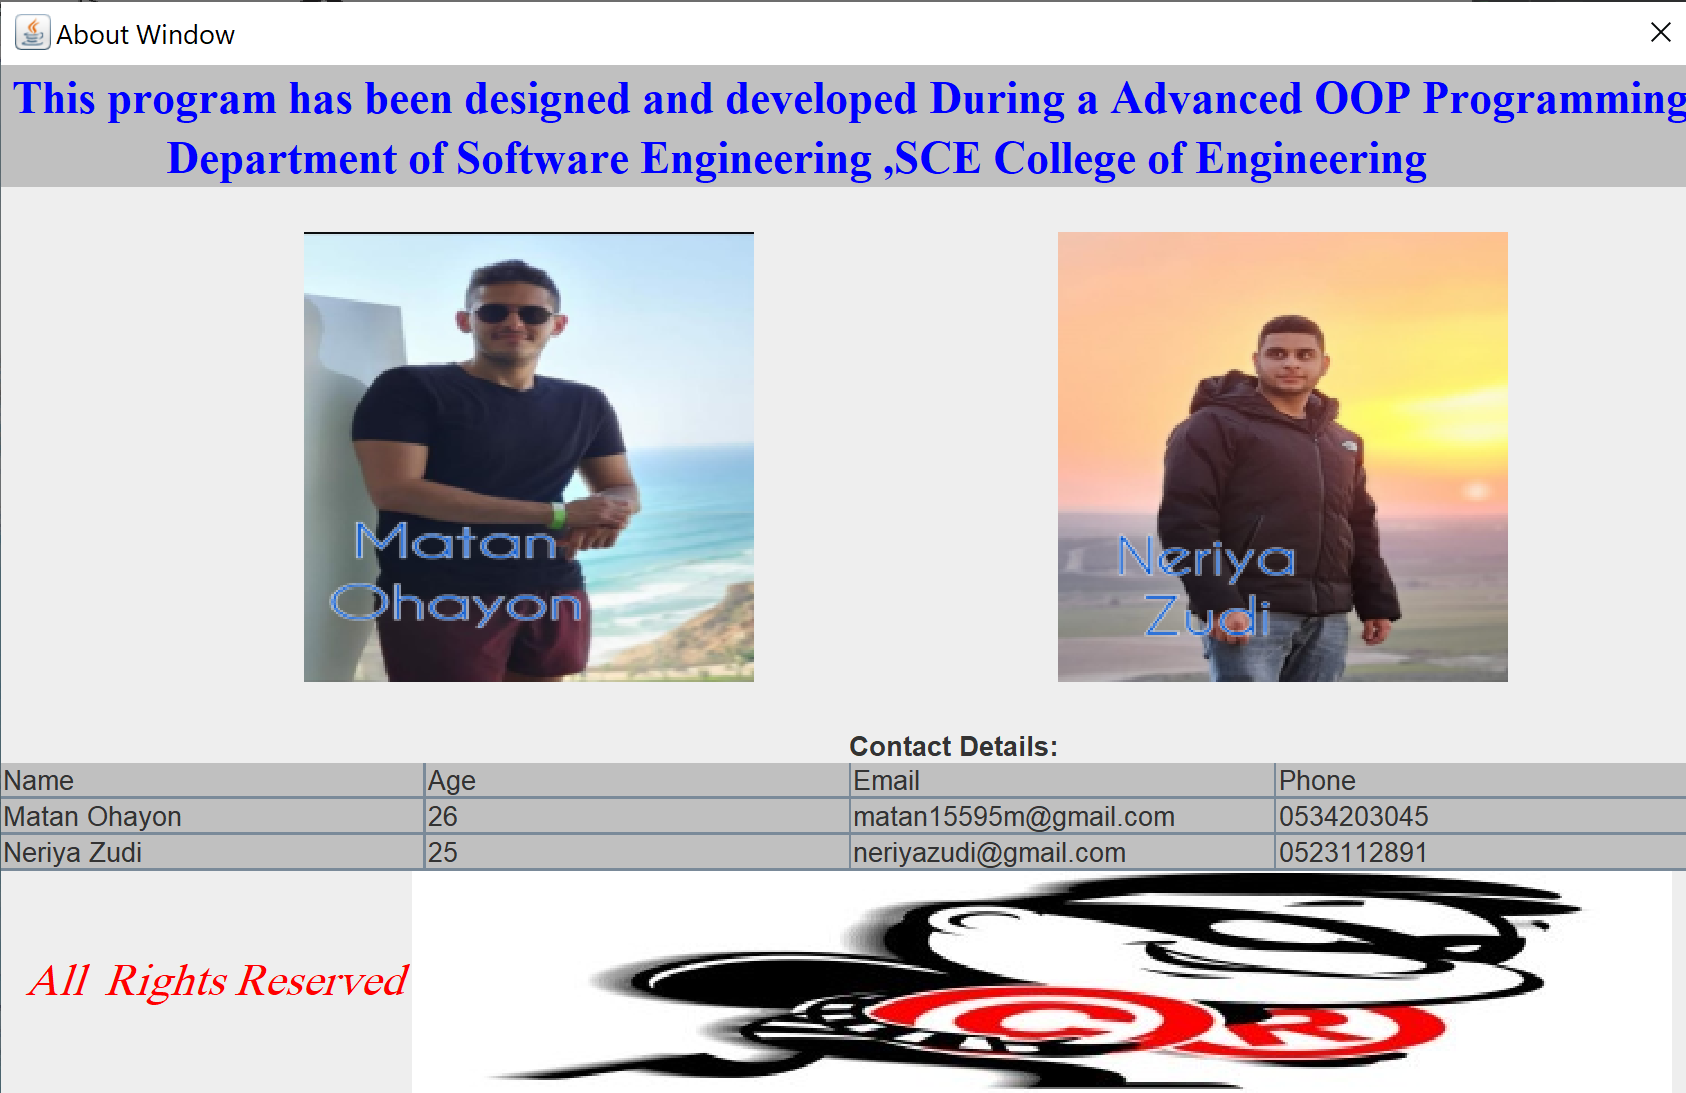 About Window
This program has been designed and developed During a Advanced OOP Programming
Department of Software Engineering ,SCE College of Engineering
Matan
Ohayon
Neriya
Zudi
Contact Details:
Name Age Email Phone
Matan Ohayon 26 matan15595m@gmail.com 0534203045
Neriya Zudi 25 neriyazudi@gmail.com 0523112891
All Rights Reserved
C R